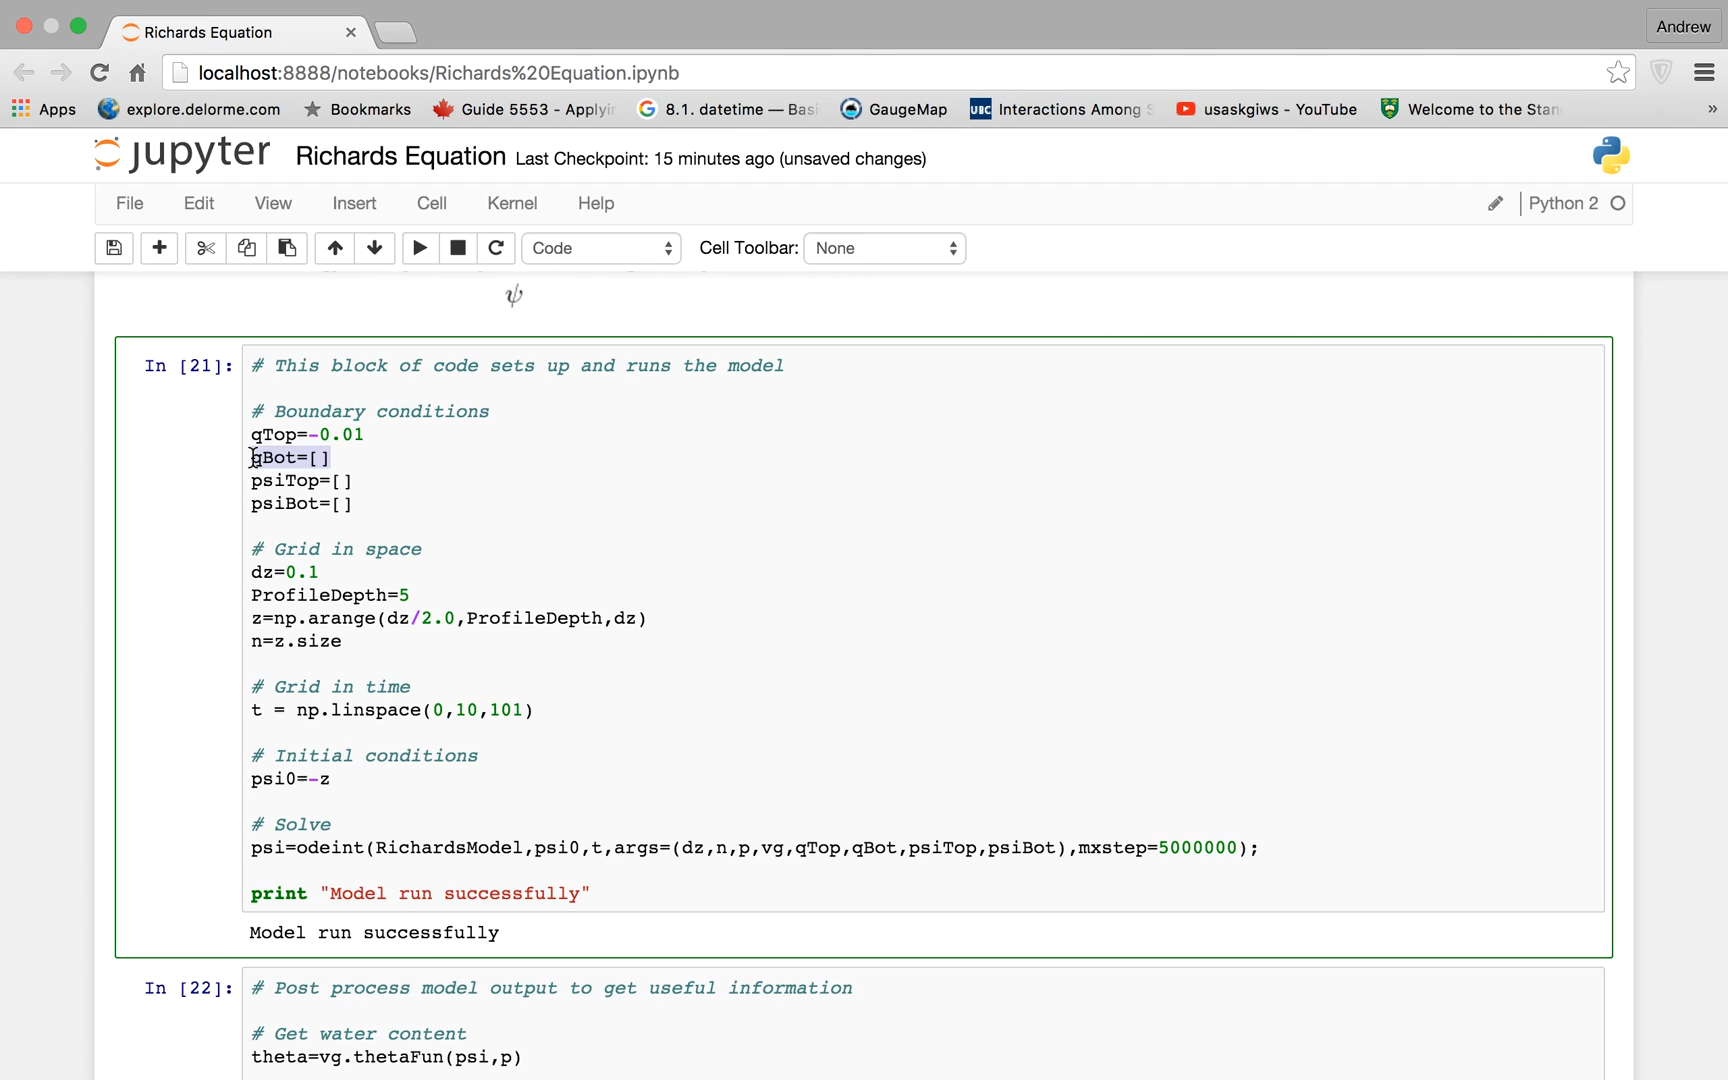 Richards Equation
Andrew
localhost:8888/notebooks/Richards%20Equation.ipynb
Apps explore.delorme.com Bookmarks Guide 5553 - Applyin 8.1. datetime — Basi GaugeMap UBC Interactions Among usaskgiws - YouTube Welcome to the Stan »
jupyter Richards Equation Last Checkpoint: 15 minutes ago (unsaved changes)
File Edit View Insert Cell Kernel Help Python 2
Code Cell Toolbar: None
ψ
In [21]: # This block of code sets up and runs the model
# Boundary conditions
qTop=-0.01
qBot=[]
psiTop=[]
psiBot=[]
# Grid in space
dz=0.1
ProfileDepth=5
z=np.arange(dz/2.0,ProfileDepth,dz)
n=z.size
# Grid in time
t = np.linspace(0,10,101)
# Initial conditions
psi0=-z
# Solve
psi=odeint(RichardsModel,psi0,t,args=(dz,n,p,vg,qTop,qBot,psiTop,psiBot),mxstep=5000000);
print "Model run successfully"
Model run successfully
In [22]: # Post process model output to get useful information
# Get water content
theta=vg.thetaFun(psi,p)